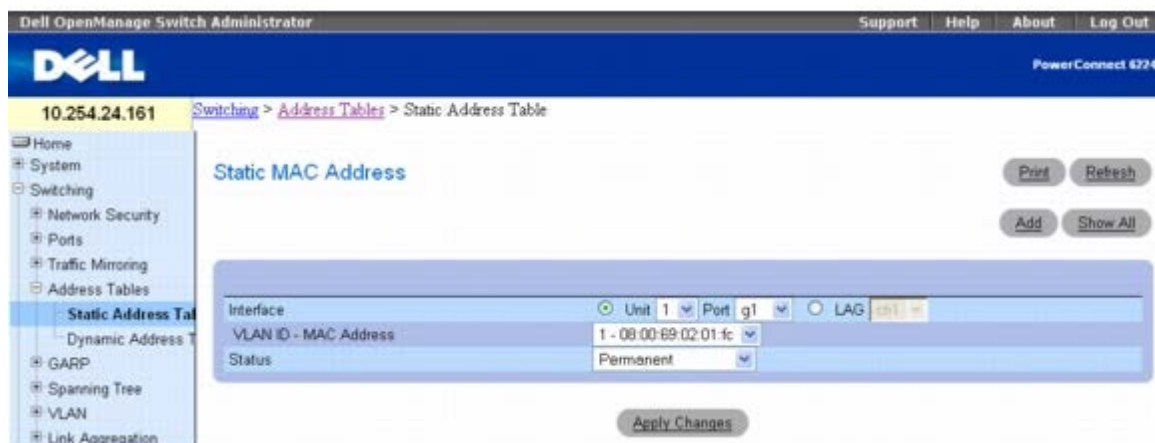 Dell OpenManage Switch Administrator
Support Help About Log Out
DELL
PowerConnect 6224
10.254.24.161
Switching > Address Tables > Static Address Table
Home
System
Switching
Network Security
Ports
Traffic Mirroring
Address Tables
Static Address Tal
Dynamic Address T
GARP
Spanning Tree
VLAN
Link Aggregation
Static MAC Address
Print Refresh
Add Show All
Interface Unit 1 Port g1 LAG ch1
VLAN ID - MAC Address 1 - 08:00:69:02:01:fc
Status Permanent
Apply Changes